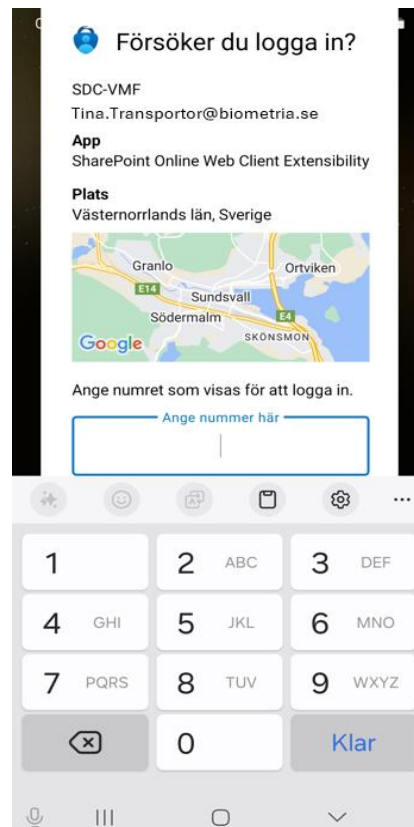 Försöker du logga in?
SDC-VMF
Tina.Transportor@biometria.se
App
SharePoint Online Web Client Extensibility
Plats
Västernorrlands län, Sverige
Granlo
Ortviken
E14
Sundsvall
Södermalm
E4
SKÖNSMON
Google
Ange numret som visas för att logga in.
Ange nummer här
1
2 ABC
3 DEF
4 GHI
5 JKL
6 MNO
7 PQRS
8 TUV
9 WXYZ
0
Klar